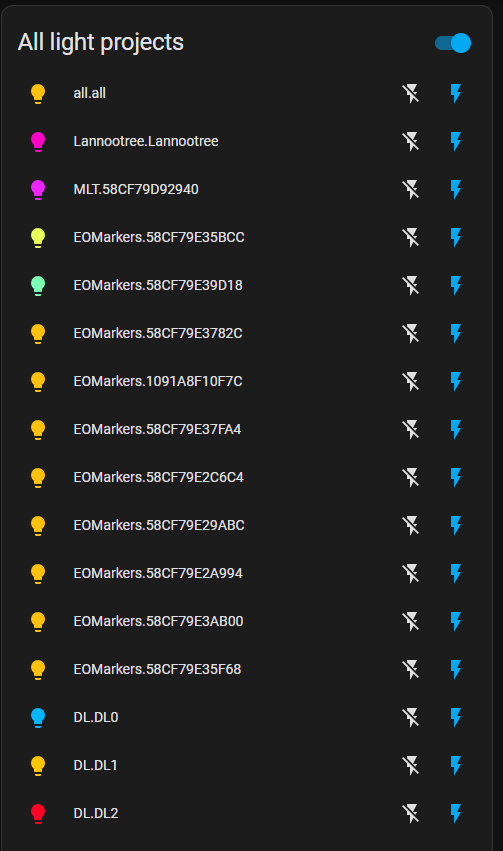 All light projects
all.all
Lannootree.Lannootree
MLT.58CF79D92940
EOMarkers.58CF79E35BCC
EOMarkers.58CF79E39D18
EOMarkers.58CF79E3782C
EOMarkers.1091A8F10F7C
EOMarkers.58CF79E37FA4
EOMarkers.58CF79E2C6C4
EOMarkers.58CF79E29ABC
EOMarkers.58CF79E2A994
EOMarkers.58CF79E3AB00
EOMarkers.58CF79E35F68
DL.DL0
DL.DL1
DL.DL2